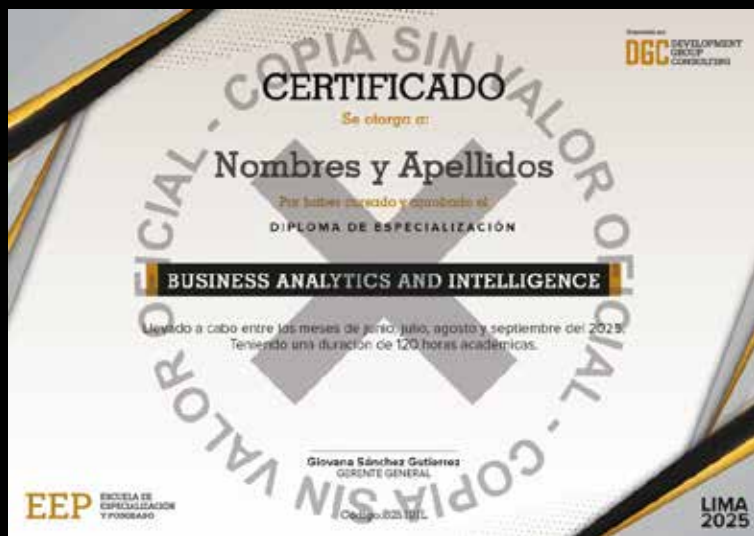 DGC DEVELOPMENT
GROUP
CONSULTING
COPIA SIN VALOR OFICIAL - COPIA SIN VALOR OFICIAL -
CERTIFICADO
Se otorga a:
Nombres y Apellidos
Por haber cursado y aprobado el
DIPLOMA DE ESPECIALIZACIÓN
BUSINESS ANALYTICS AND INTELLIGENCE
Llevado a cabo entre los meses de junio, julio, agosto y septiembre del 2025.
Teniendo una duración de 120 horas académicas.
Giovana Sánchez Gutierrez
GERENTE GENERAL
EEP ESCUELA DE
ESPECIALIZACIÓN
Y POSGRADO
LIMA
2025